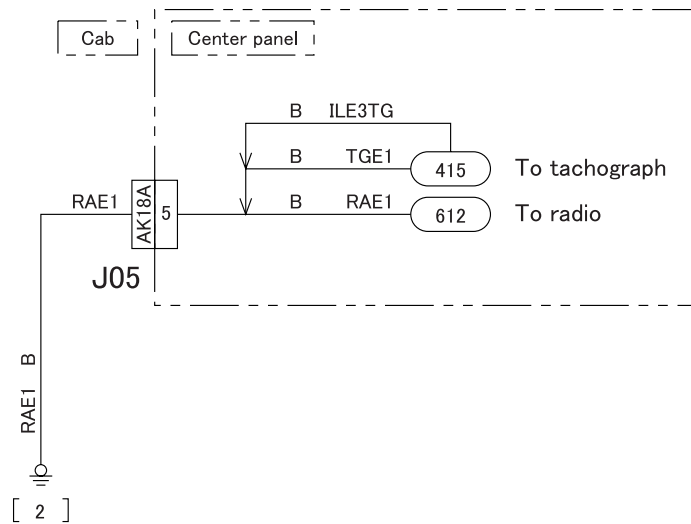 Cab
Center panel
B ILE3TG
B TGE1
415 To tachograph
RAE1
AK18A
5
B RAE1
612 To radio
J05
RAE1 B
[ 2 ]